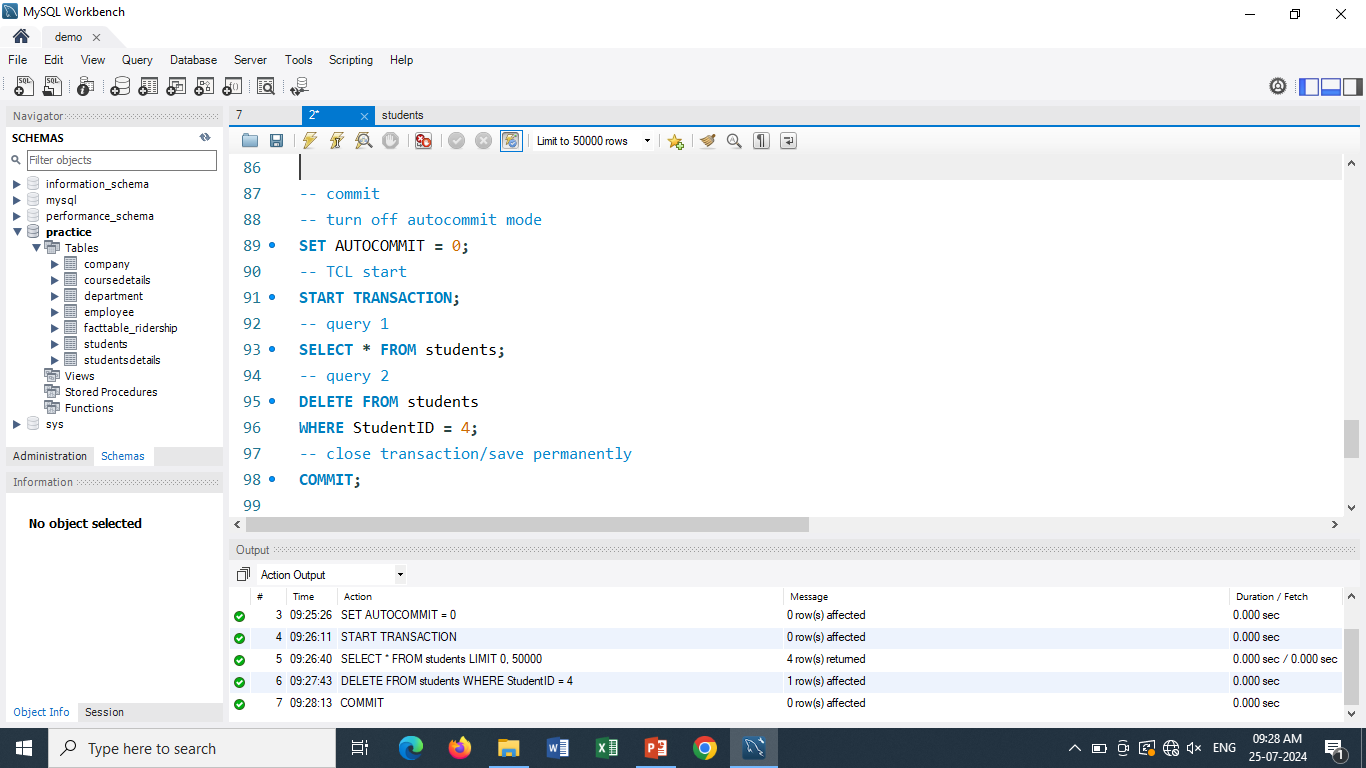 MySQL Workbench
demo
File Edit View Query Database Server Tools Scripting Help
Navigator
SCHEMAS
Filter objects
information_schema
mysql
performance_schema
practice
Tables
company
coursedetails
department
employee
facttable_ridership
students
studentsdetails
Views
Stored Procedures
Functions
sys
Administration Schemas
Information
No object selected
Object Info Session
7 2* students
Limit to 50000 rows
86
87 -- commit
88 -- turn off autocommit mode
89 SET AUTOCOMMIT = 0;
90 -- TCL start
91 START TRANSACTION;
92 -- query 1
93 SELECT * FROM students;
94 -- query 2
95 DELETE FROM students
96 WHERE StudentID = 4;
97 -- close transaction/save permanently
98 COMMIT;
99
Output
Action Output
# Time Action Message Duration / Fetch
3 09:25:26 SET AUTOCOMMIT = 0 0 row(s) affected 0.000 sec
4 09:26:11 START TRANSACTION 0 row(s) affected 0.000 sec
5 09:26:40 SELECT * FROM students LIMIT 0, 50000 4 row(s) returned 0.000 sec / 0.000 sec
6 09:27:43 DELETE FROM students WHERE StudentID = 4 1 row(s) affected 0.000 sec
7 09:28:13 COMMIT 0 row(s) affected 0.000 sec
Type here to search
ENG
09:28 AM
25-07-2024
1